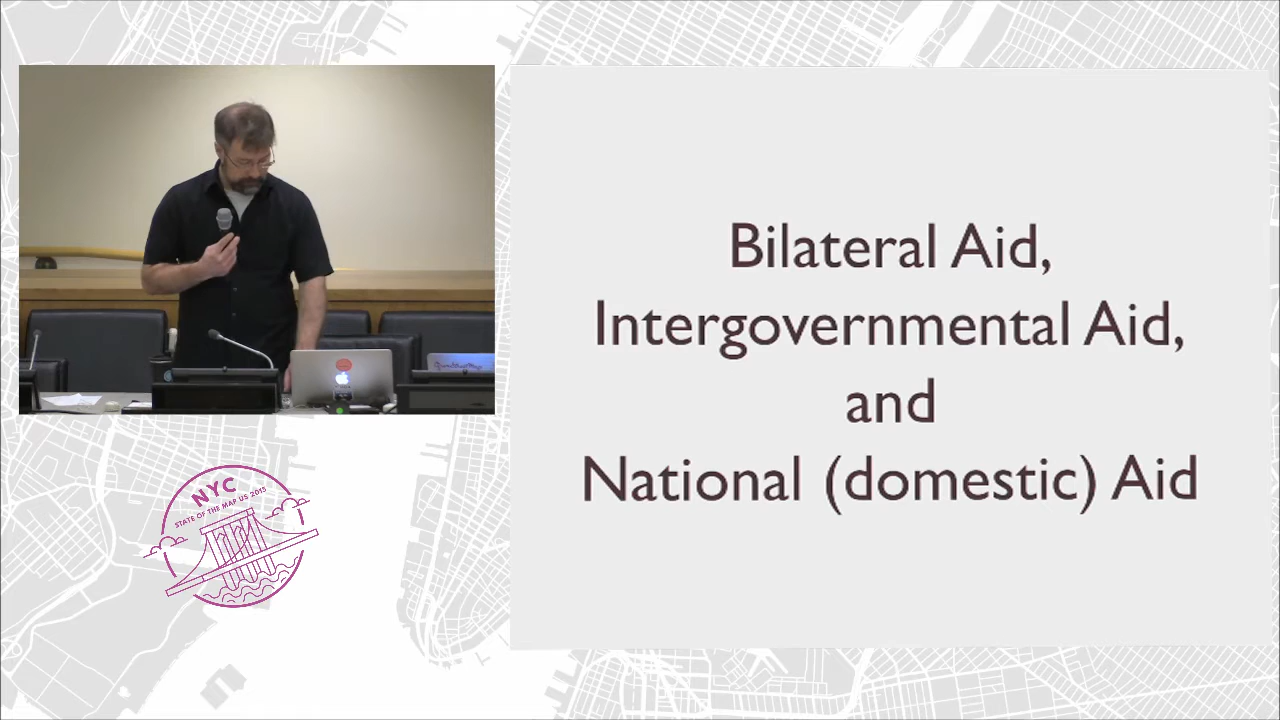 Bilateral Aid,
Intergovernmental Aid,
and
National (domestic) Aid
NYC
STATE OF THE MAP US 2015